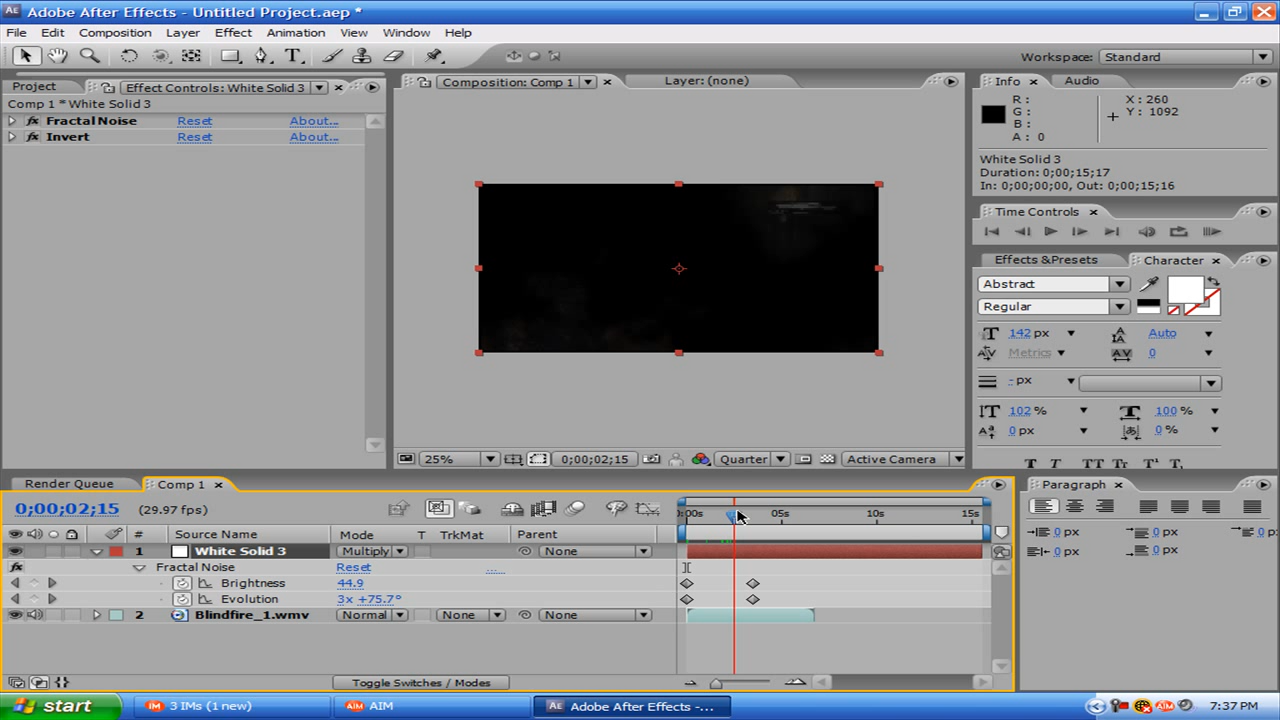 Adobe After Effects - Untitled Project.aep *
File Edit Composition Layer Effect Animation View Window Help
Workspace: Standard
Project Effect Controls: White Solid 3
Comp 1 * White Solid 3
Fractal Noise Reset About...
Invert Reset About...
Composition: Comp 1 Layer: (none)
25% 0;00;02;15 Quarter Active Camera
Info Audio
R : X : 260
G : Y : 1092
B :
A : 0
White Solid 3
Duration: 0;00;15;17
In: 0;00;00;00, Out: 0;00;15;16
Time Controls
Effects & Presets Character
Abstract
Regular
142 px Auto
Metrics 0
- px
102 % 100 %
0 px 0 %
T T TT Tr T¹ T₁
Render Queue Comp 1
0;00;02;15 (29.97 fps)
0:00s 05s 10s 15s
# Source Name Mode T TrkMat Parent
1 White Solid 3 Multiply None
Fractal Noise Reset ...
Brightness 44.9
Evolution 3x +75.7°
2 Blindfire_1.wmv Normal None None
Toggle Switches / Modes
Paragraph
0 px 0 px 0 p
0 px 0 px
start 3 IMs (1 new) AIM Adobe After Effects -... 7:37 PM